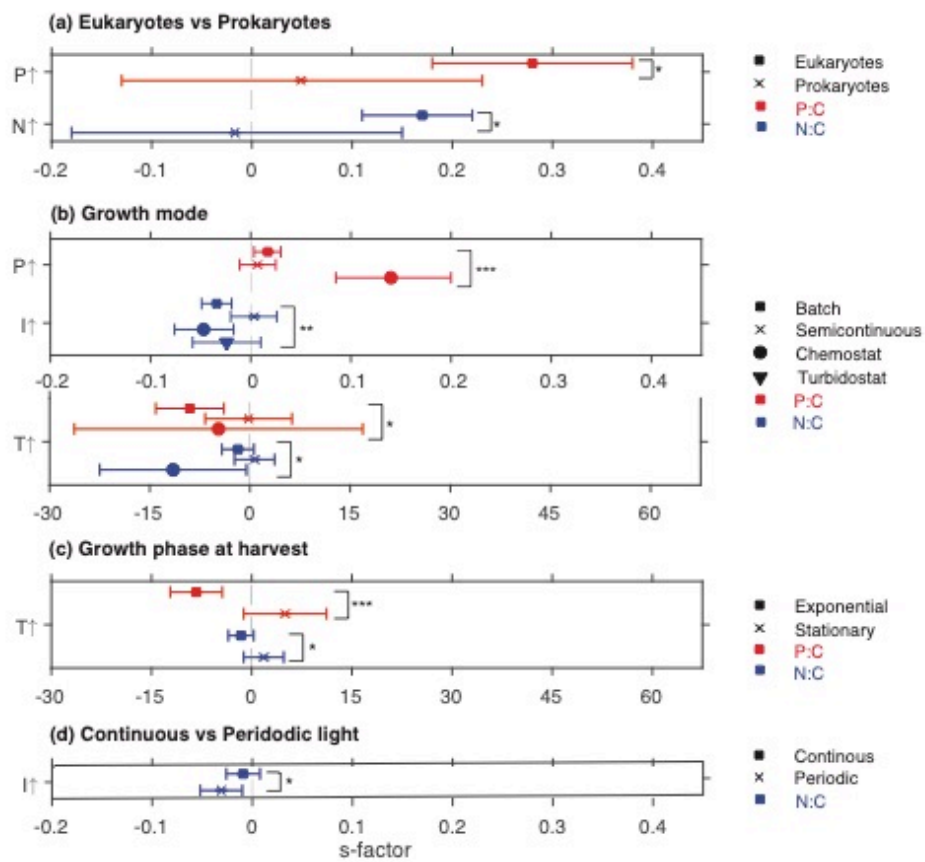 (a) Eukaryotes vs Prokaryotes
P↑
*
N↑
*
-0.2 -0.1 0 0.1 0.2 0.3 0.4
Eukaryotes
Prokaryotes
P:C
N:C
(b) Growth mode
P↑
***
I↑
**
-0.2 -0.1 0 0.1 0.2 0.3 0.4
T↑
*
*
-30 -15 0 15 30 45 60
Batch
Semicontinuous
Chemostat
Turbidostat
P:C
N:C
(c) Growth phase at harvest
***
T↑
*
-30 -15 0 15 30 45 60
Exponential
Stationary
P:C
N:C
(d) Continuous vs Peridodic light
I↑
*
-0.2 -0.1 0 0.1 0.2 0.3 0.4
s-factor
Continous
Periodic
N:C